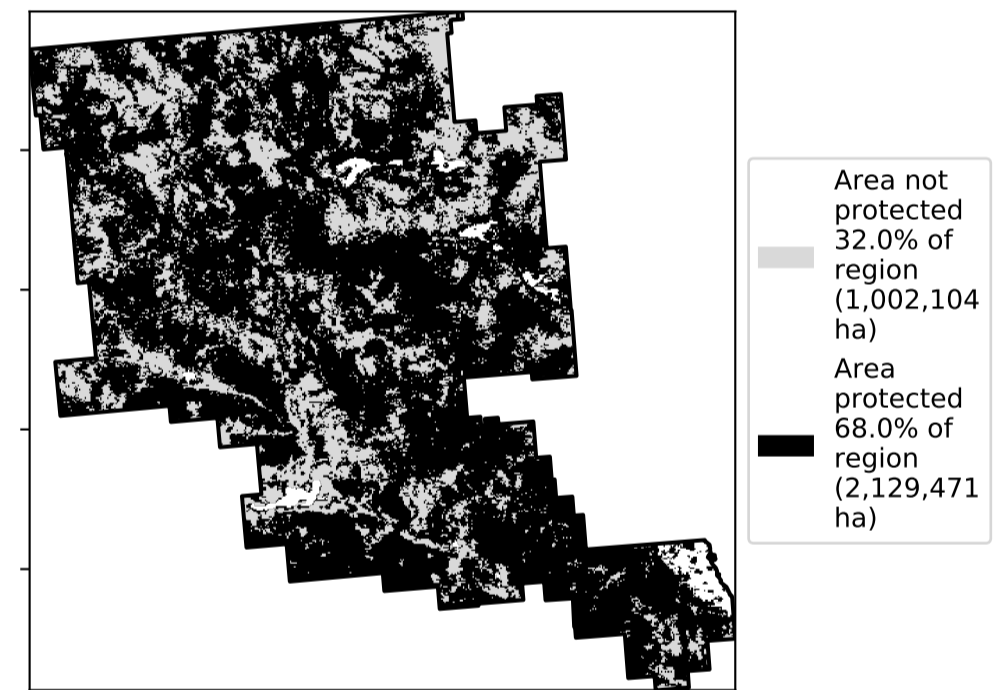 Area not
protected
32.0% of
region
(1,002,104
ha)
Area
protected
68.0% of
region
(2,129,471
ha)